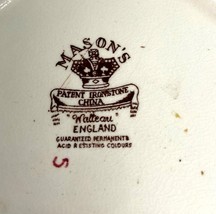 MASON'S
PATENT IRONSTONE
CHINA
"Watteau"
ENGLAND
GUARANTEED PERMANENT &
ACID RESISTING COLOURS
5